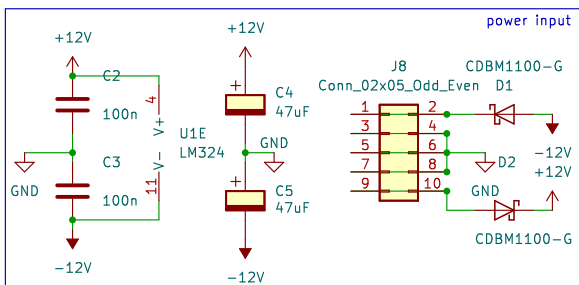 power input
+12V
C2
100n
4
V+
U1E
LM324
V-
11
GND
C3
100n
-12V
+12V
C4
47uF
GND
C5
47uF
-12V
J8
Conn_02x05_Odd_Even
1 2
3 4
5 6
7 8
9 10
CDBM1100-G
D1
-12V
GND
D2
+12V
CDBM1100-G